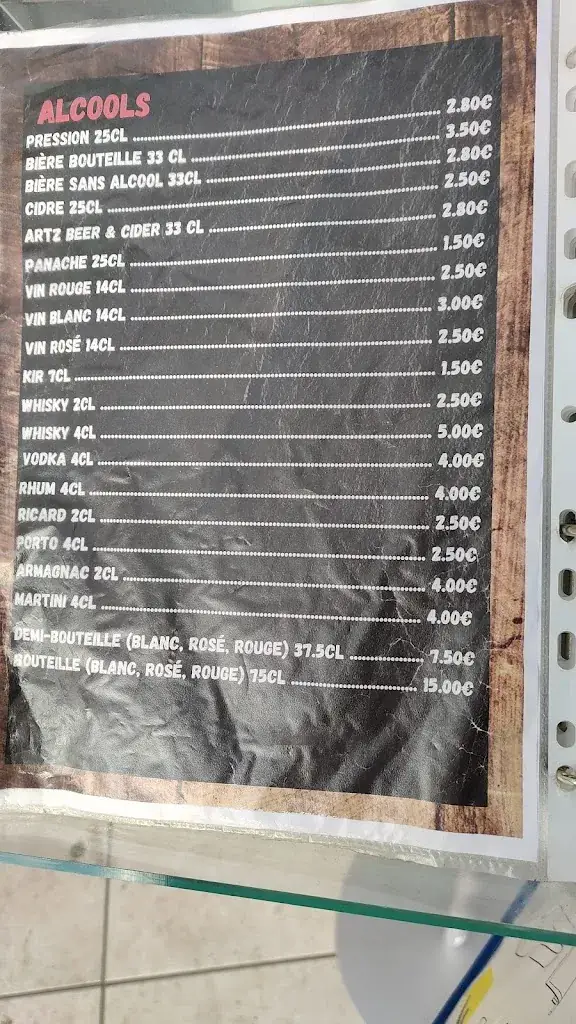 ALCOOLS
PRESSION 25CL 2.80€
BIÈRE BOUTEILLE 33 CL 3.50€
BIÈRE SANS ALCOOL 33CL 2.80€
CIDRE 25CL 2.50€
ARTZ BEER & CIDER 33 CL 2.80€
PANACHE 25CL 1.50€
VIN ROUGE 14CL 2.50€
VIN BLANC 14CL 3.00€
VIN ROSÉ 14CL 2.50€
KIR 7CL 1.50€
WHISKY 2CL 2.50€
WHISKY 4CL 5.00€
VODKA 4CL 4.00€
RHUM 4CL 4.00€
RICARD 2CL 2.50€
PORTO 4CL 2.50€
ARMAGNAC 2CL 4.00€
MARTINI 4CL 4.00€
DEMI-BOUTEILLE (BLANC, ROSÉ, ROUGE) 37.5CL 7.50€
BOUTEILLE (BLANC, ROSÉ, ROUGE) 75CL 15.00€